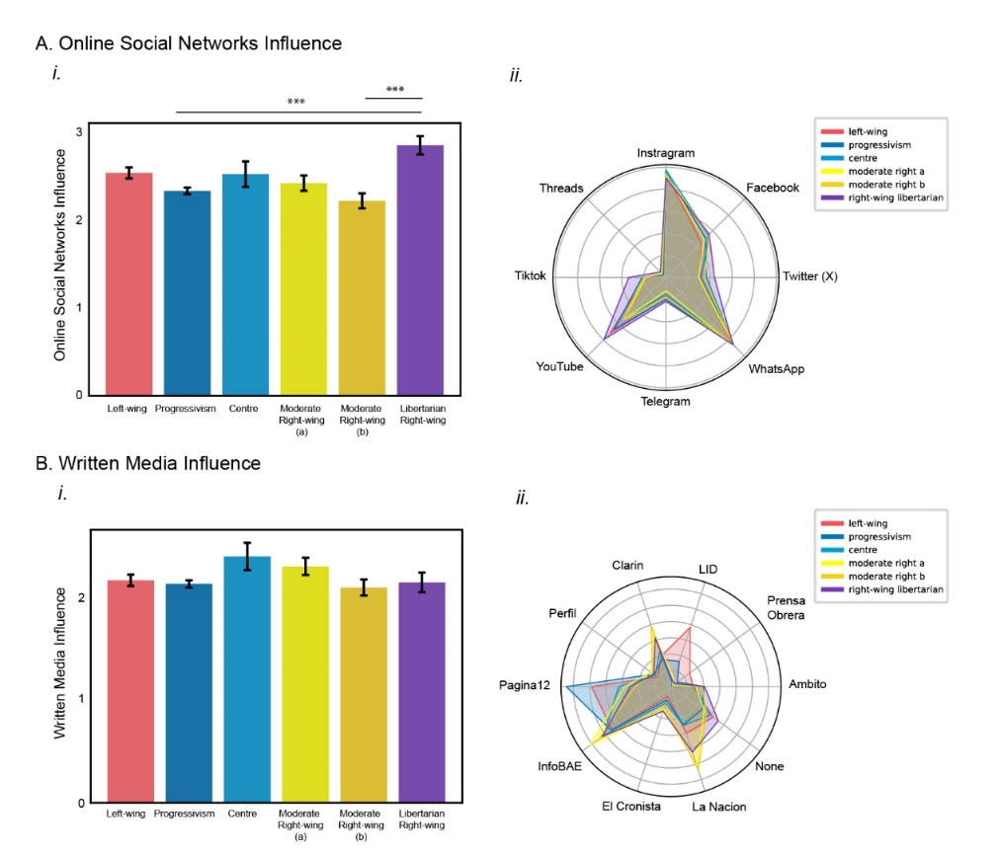 A. Online Social Networks Influence
i.
ii.
***
***
Online Social Networks Influence
3
2
1
0
Left-wing
Progressivism
Centre
Moderate
Right-wing
(a)
Moderate
Right-wing
(b)
Libertarian
Right-wing
Instragram
Facebook
Twitter (X)
WhatsApp
Telegram
YouTube
Tiktok
Threads
left-wing
progressivism
centre
moderate right a
moderate right b
right-wing libertarian
B. Written Media Influence
i.
ii.
Written Media Influence
2
1
0
Left-wing
Progressivism
Centre
Moderate
Right-wing
(a)
Moderate
Right-wing
(b)
Libertarian
Right-wing
Clarin
LID
Prensa
Obrera
Ambito
None
La Nacion
El Cronista
InfoBAE
Pagina12
Perfil
left-wing
progressivism
centre
moderate right a
moderate right b
right-wing libertarian